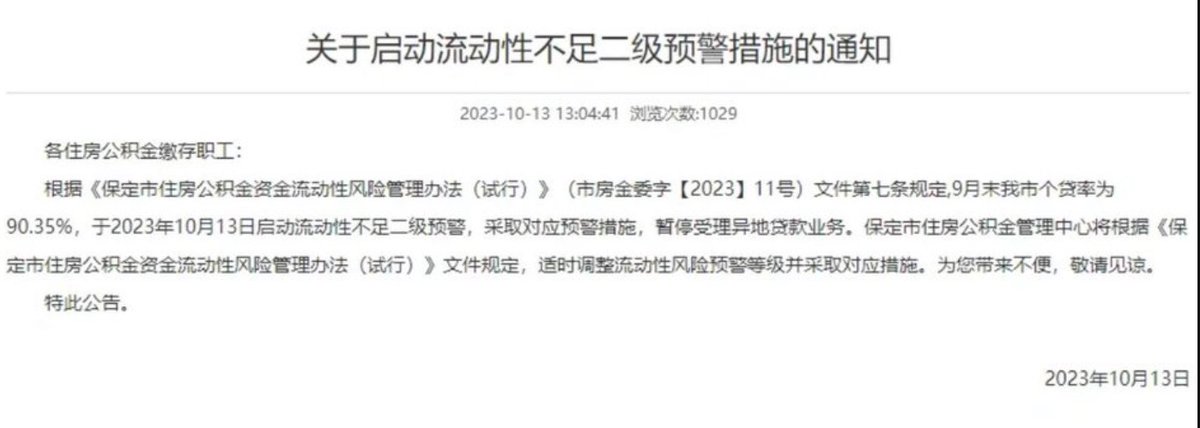 关于启动流动性不足二级预警措施的通知
2023-10-13 13:04:41 浏览次数:1029
各住房公积金缴存职工：
根据《保定市住房公积金资金流动性风险管理办法（试行）》（市房金委字【2023】11号）文件第七条规定,9月末我市个贷率为
90.35%，于2023年10月13日启动流动性不足二级预警，采取对应预警措施，暂停受理异地贷款业务。保定市住房公积金管理中心将根据《保
定市住房公积金资金流动性风险管理办法（试行）》文件规定，适时调整流动性风险预警等级并采取对应措施。为您带来不便，敬请见谅。
特此公告。
2023年10月13日